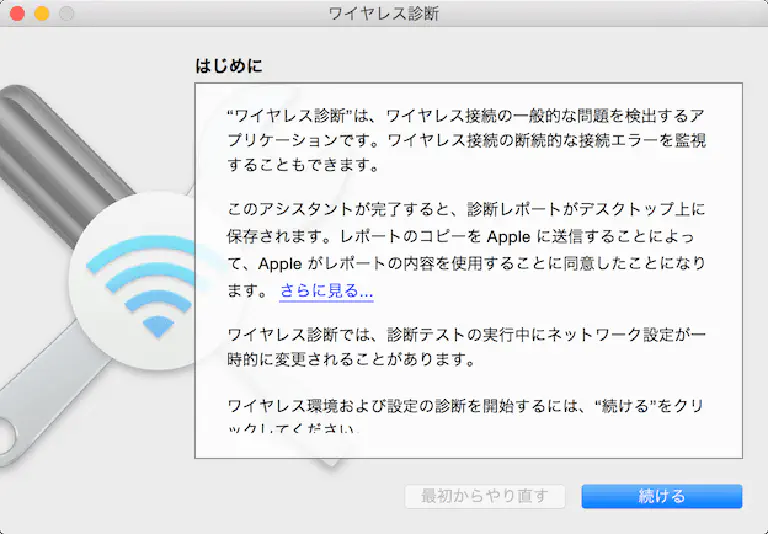 ワイヤレス診断
はじめに
“ワイヤレス診断”は、ワイヤレス接続の一般的な問題を検出するア
プリケーションです。ワイヤレス接続の断続的な接続エラーを監視
することもできます。
このアシスタントが完了すると、診断レポートがデスクトップ上に
保存されます。レポートのコピーを Apple に送信することによっ
て、Apple がレポートの内容を使用することに同意したことになり
ます。 さらに見る...
ワイヤレス診断では、診断テストの実行中にネットワーク設定が一
時的に変更されることがあります。
ワイヤレス環境および設定の診断を開始するには、“続ける”をクリ
ックしてください。
最初からやり直す
続ける